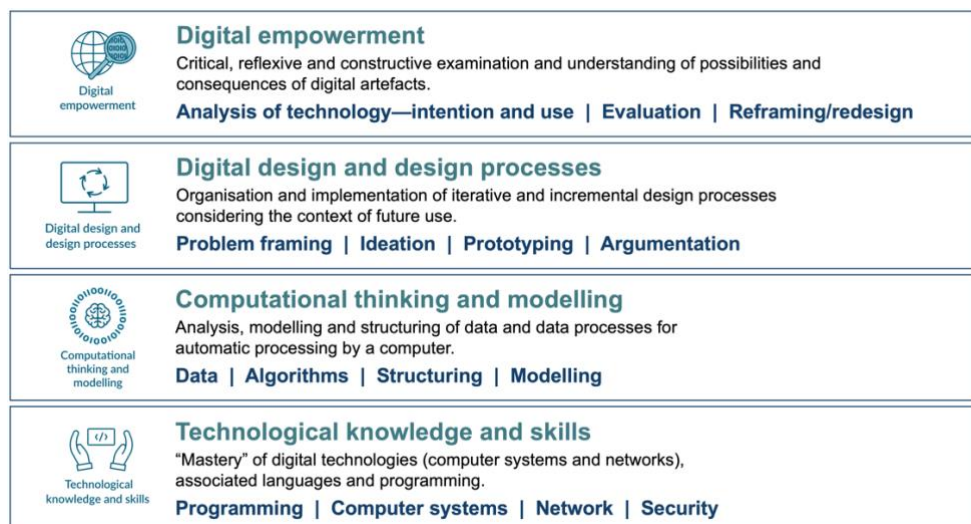 Digital empowerment
Critical, reflexive and constructive examination and understanding of possibilities and
consequences of digital artefacts.
Analysis of technology—intention and use | Evaluation | Reframing/redesign
Digital
empowerment
Digital design and design processes
Organisation and implementation of iterative and incremental design processes
considering the context of future use.
Problem framing | Ideation | Prototyping | Argumentation
Digital design and
design processes
Computational thinking and modelling
Analysis, modelling and structuring of data and data processes for
automatic processing by a computer.
Data | Algorithms | Structuring | Modelling
Computational
thinking and
modelling
Technological knowledge and skills
“Mastery” of digital technologies (computer systems and networks),
associated languages and programming.
Programming | Computer systems | Network | Security
</>
Technological
knowledge and skills